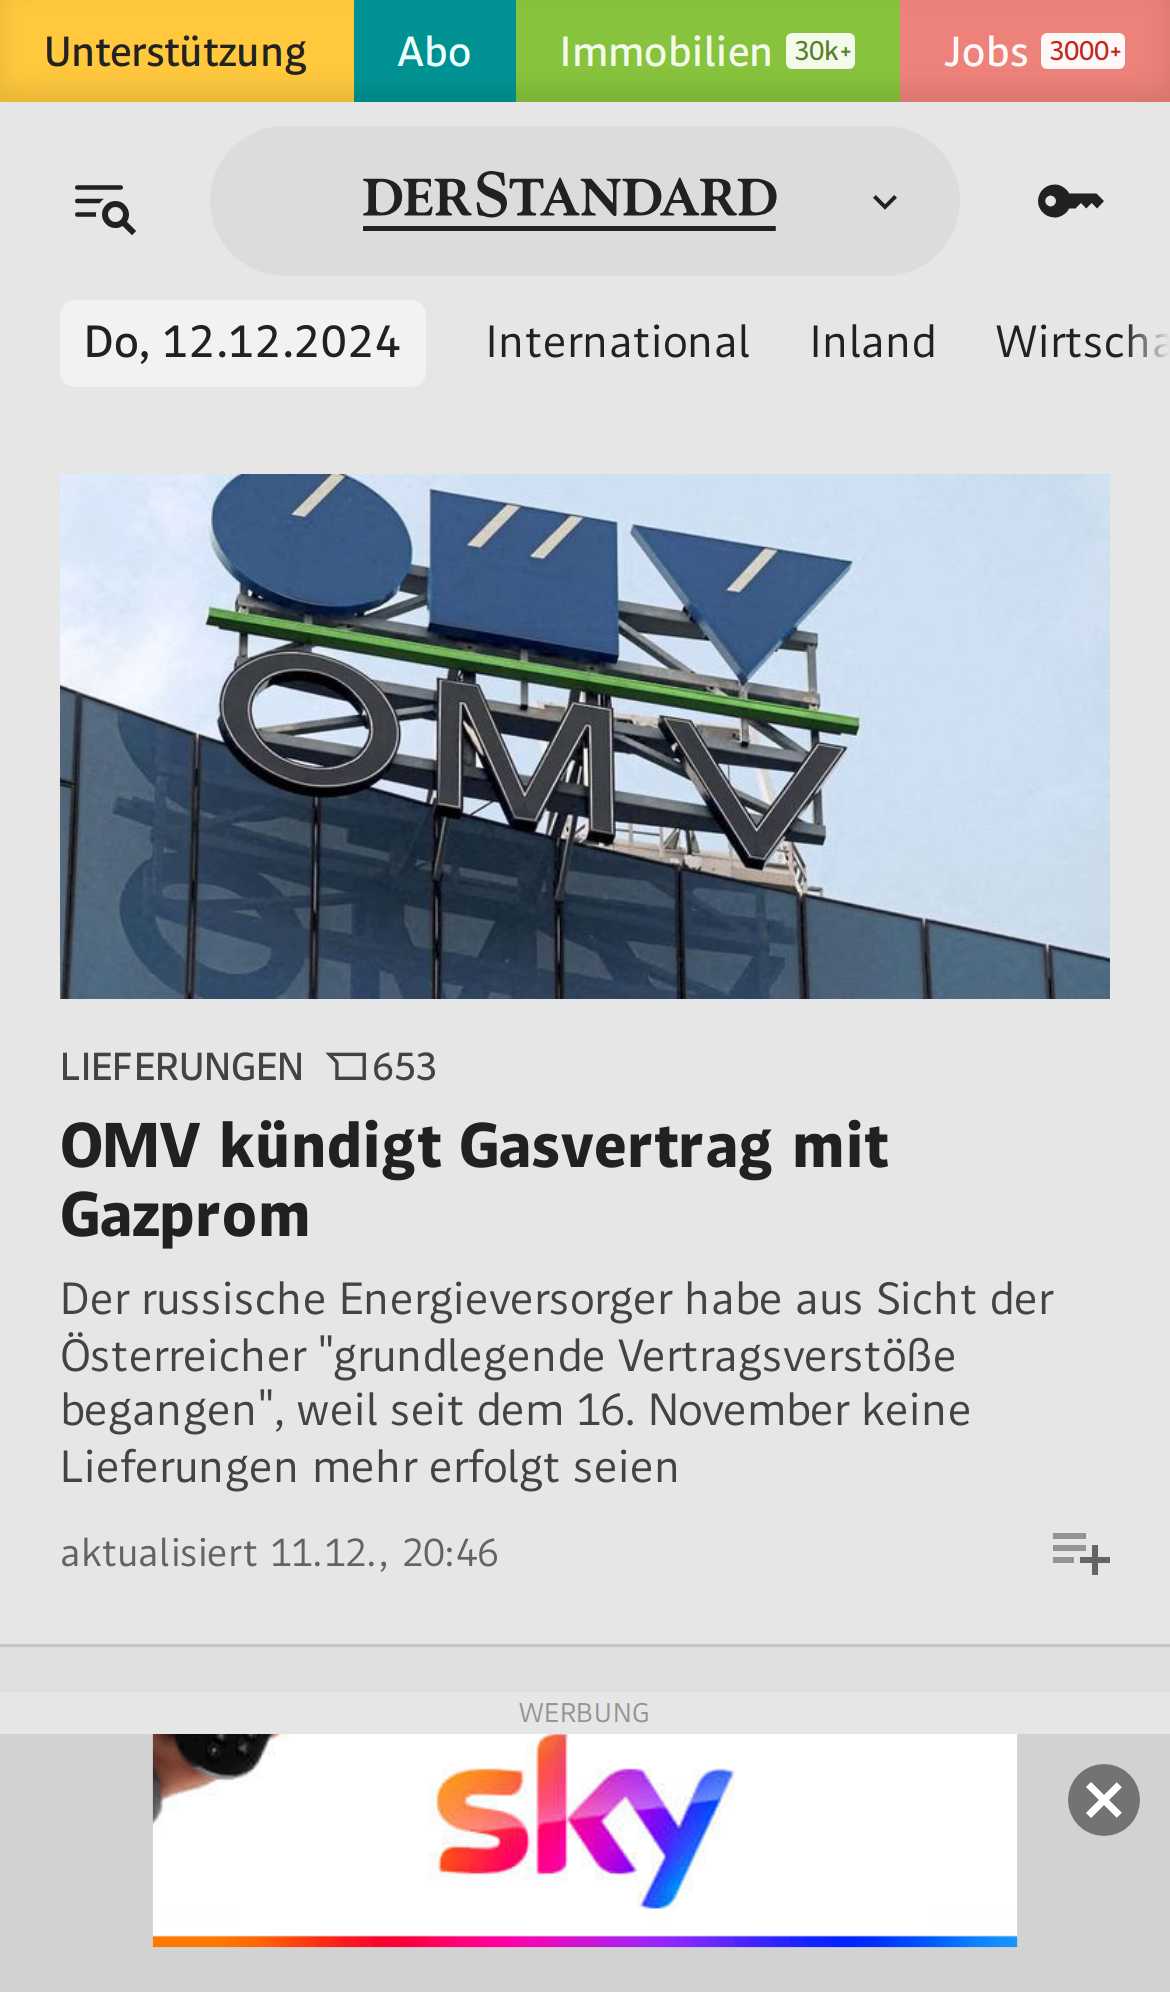 Unterstützung Abo Immobilien 30k+ Jobs 3000+
DERSTANDARD
Do, 12.12.2024 International Inland Wirtscha
OMV
LIEFERUNGEN 653
OMV kündigt Gasvertrag mit
Gazprom
Der russische Energieversorger habe aus Sicht der
Österreicher "grundlegende Vertragsverstöße
begangen", weil seit dem 16. November keine
Lieferungen mehr erfolgt seien
aktualisiert 11.12., 20:46
WERBUNG
sky